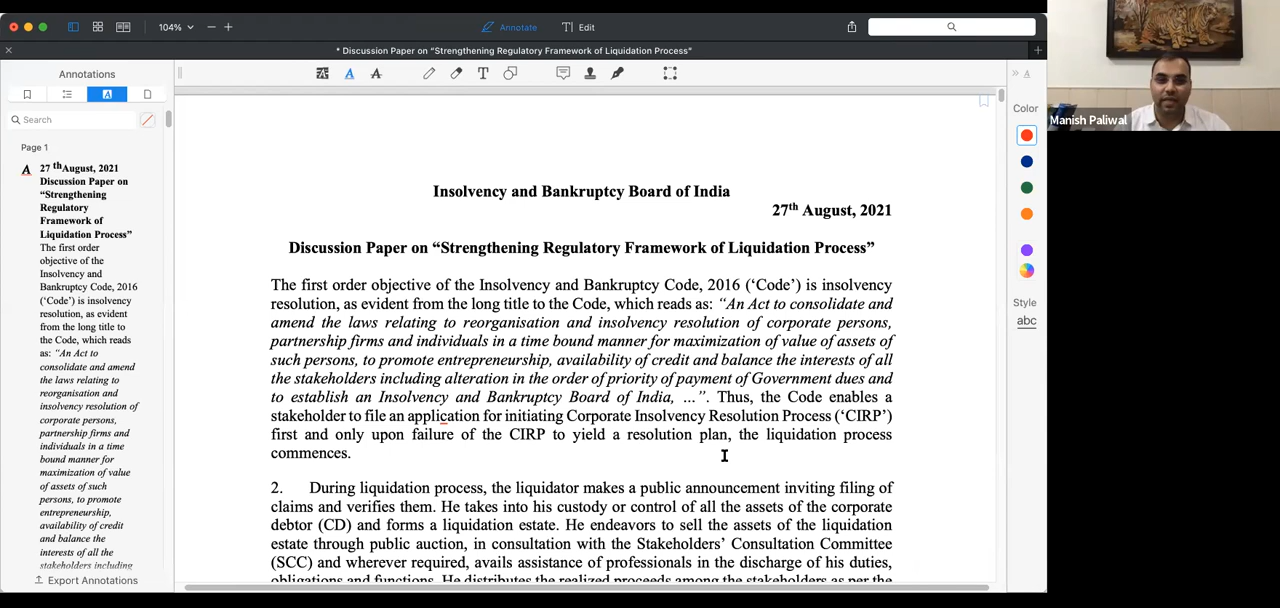 104%
Annotate
Edit
* Discussion Paper on “Strengthening Regulatory Framework of Liquidation Process”
Annotations
Search
Page 1
27 thAugust, 2021
Discussion Paper on
“Strengthening
Regulatory
Framework of
Liquidation Process”
The first order
objective of the
Insolvency and
Bankruptcy Code, 2016
(‘Code’) is insolvency
resolution, as evident
from the long title to
the Code, which reads
as: “An Act to
consolidate and amend
the laws relating to
reorganisation and
insolvency resolution of
corporate persons,
partnership firms and
individuals in a time
bound manner for
maximization of value
of assets of such
persons, to promote
entrepreneurship,
availability of credit
and balance the
interests of all the
stakeholders including
Export Annotations
Insolvency and Bankruptcy Board of India
27th August, 2021
Discussion Paper on “Strengthening Regulatory Framework of Liquidation Process”
The first order objective of the Insolvency and Bankruptcy Code, 2016 (‘Code’) is insolvency
resolution, as evident from the long title to the Code, which reads as: “An Act to consolidate and
amend the laws relating to reorganisation and insolvency resolution of corporate persons,
partnership firms and individuals in a time bound manner for maximization of value of assets of
such persons, to promote entrepreneurship, availability of credit and balance the interests of all
the stakeholders including alteration in the order of priority of payment of Government dues and
to establish an Insolvency and Bankruptcy Board of India, …”. Thus, the Code enables a
stakeholder to file an application for initiating Corporate Insolvency Resolution Process (‘CIRP’)
first and only upon failure of the CIRP to yield a resolution plan, the liquidation process
commences.
2. During liquidation process, the liquidator makes a public announcement inviting filing of
claims and verifies them. He takes into his custody or control of all the assets of the corporate
debtor (CD) and forms a liquidation estate. He endeavors to sell the assets of the liquidation
estate through public auction, in consultation with the Stakeholders’ Consultation Committee
(SCC) and wherever required, avails assistance of professionals in the discharge of his duties,
obligations and functions. He distributes the realized proceeds among the stakeholders as per the
Color
Style
abc
Manish Paliwal